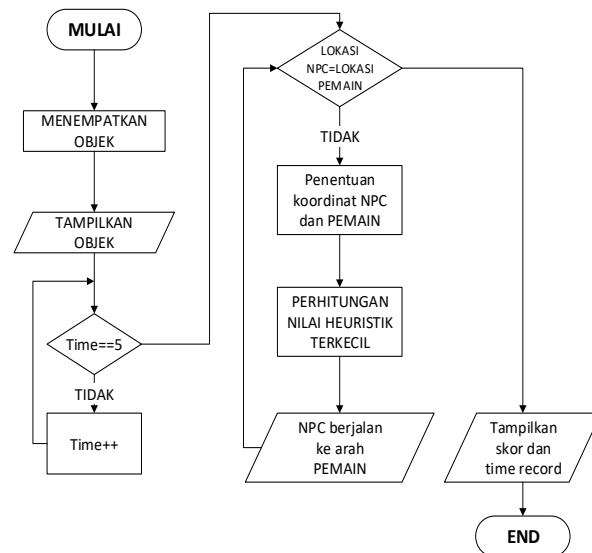 MULAI
MENEMPATKAN
OBJEK
TAMPILKAN
OBJEK
Time==5
TIDAK
Time++
LOKASI
NPC=LOKASI
PEMAIN
TIDAK
Penentuan
koordinat NPC
dan PEMAIN
PERHITUNGAN
NILAI HEURISTIK
TERKECIL
NPC berjalan
ke arah
PEMAIN
Tampilkan
skor dan
time record
END